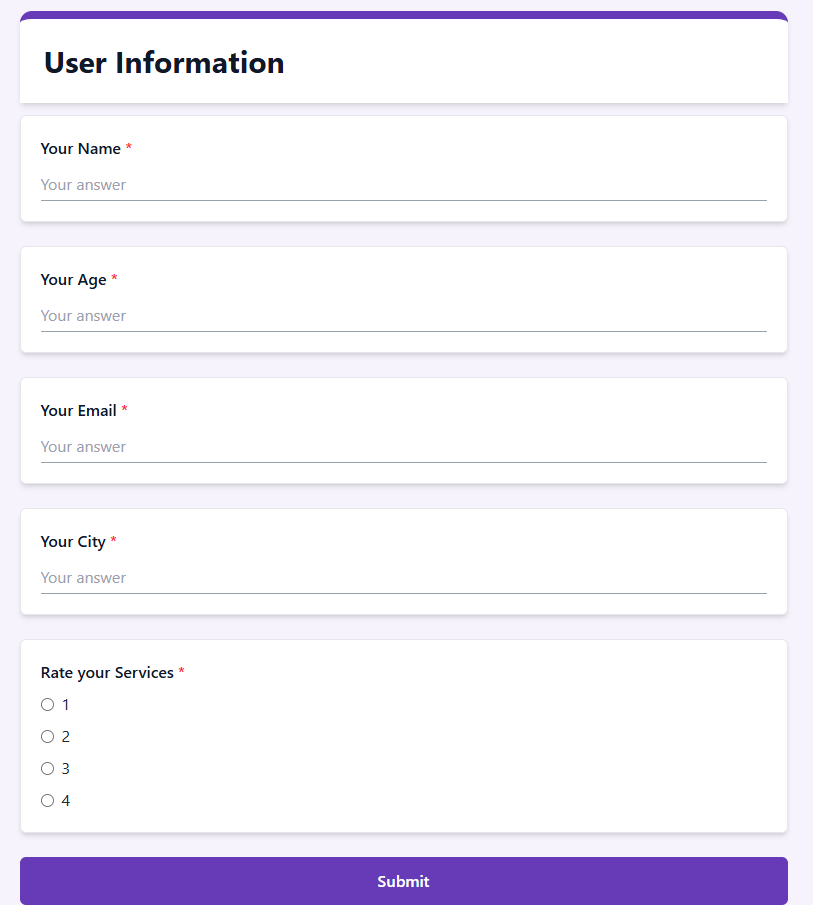 User Information
Your Name *
Your answer
Your Age *
Your answer
Your Email *
Your answer
Your City *
Your answer
Rate your Services *
1
2
3
4
Submit